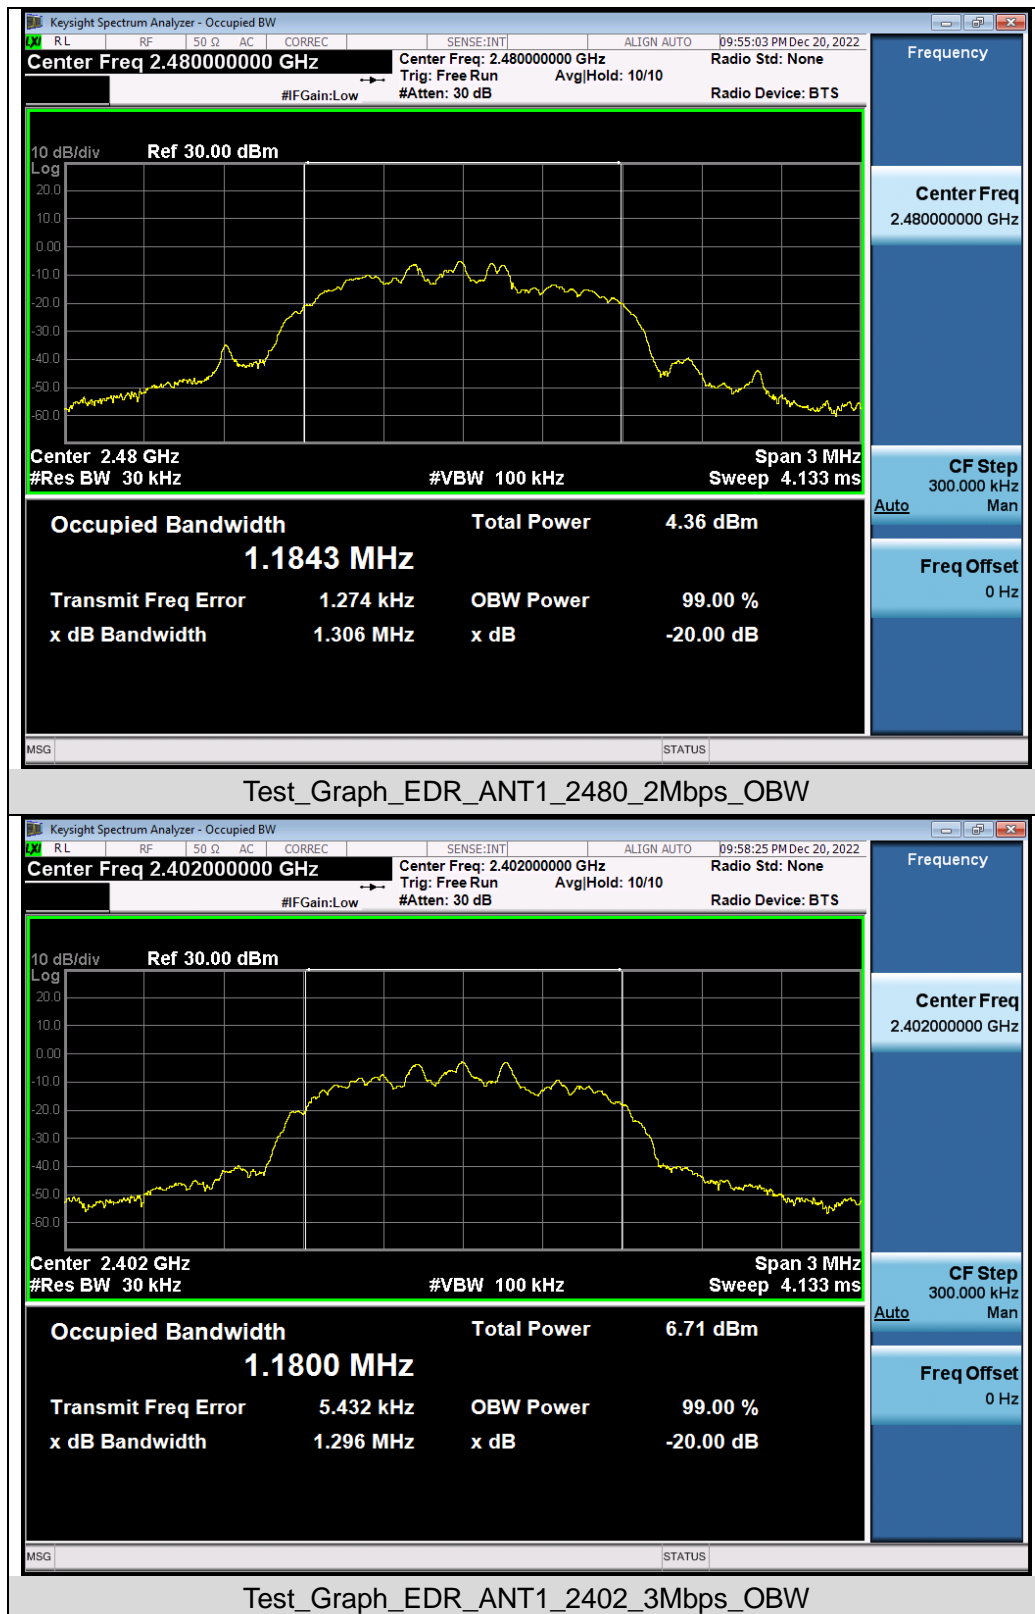 Keysight Spectrum Analyzer - Occupied BW
LXI RL RF 50 Ω AC CORREC SENSE:INT ALIGN AUTO 09:55:03 PM Dec 20, 2022
Center Freq 2.480000000 GHz
Center Freq: 2.480000000 GHz
Radio Std: None
Trig: Free Run Avg|Hold: 10/10
#IFGain:Low
#Atten: 30 dB
Radio Device: BTS
Frequency
10 dB/div Ref 30.00 dBm
Log
20.0
10.0
0.00
-10.0
-20.0
-30.0
-40.0
-50.0
-60.0
Center 2.48 GHz Span 3 MHz
#Res BW 30 kHz #VBW 100 kHz Sweep 4.133 ms
Center Freq
2.480000000 GHz
CF Step
300.000 kHz
Auto Man
Freq Offset
0 Hz
Occupied Bandwidth Total Power 4.36 dBm
1.1843 MHz
Transmit Freq Error 1.274 kHz OBW Power 99.00 %
x dB Bandwidth 1.306 MHz x dB -20.00 dB
MSG STATUS
Test_Graph_EDR_ANT1_2480_2Mbps_OBW
Keysight Spectrum Analyzer - Occupied BW
LXI RL RF 50 Ω AC CORREC SENSE:INT ALIGN AUTO 09:58:25 PM Dec 20, 2022
Center Freq 2.402000000 GHz
Center Freq: 2.402000000 GHz
Radio Std: None
Trig: Free Run Avg|Hold: 10/10
#IFGain:Low
#Atten: 30 dB
Radio Device: BTS
Frequency
10 dB/div Ref 30.00 dBm
Log
20.0
10.0
0.00
-10.0
-20.0
-30.0
-40.0
-50.0
-60.0
Center 2.402 GHz Span 3 MHz
#Res BW 30 kHz #VBW 100 kHz Sweep 4.133 ms
Center Freq
2.402000000 GHz
CF Step
300.000 kHz
Auto Man
Freq Offset
0 Hz
Occupied Bandwidth Total Power 6.71 dBm
1.1800 MHz
Transmit Freq Error 5.432 kHz OBW Power 99.00 %
x dB Bandwidth 1.296 MHz x dB -20.00 dB
MSG STATUS
Test_Graph_EDR_ANT1_2402_3Mbps_OBW